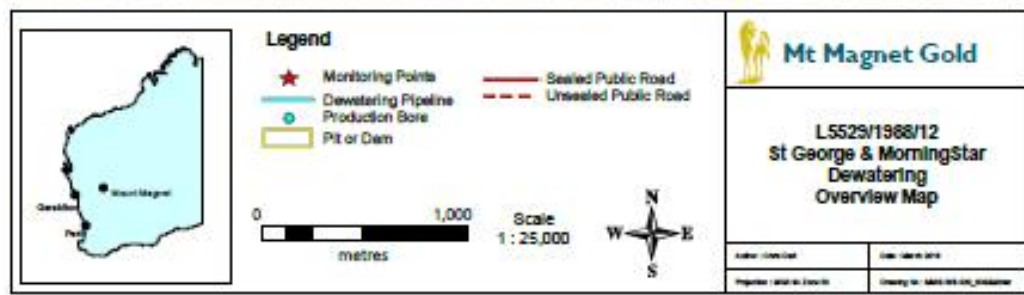 Legend
Monitoring Points
Dewatering Pipeline
Production Bore
Pit or Dam
Sealed Public Road
Unsealed Public Road
Mount Magnet
Geraldton
Perth
0 1,000
metres
Scale
1 : 25,000
N
W E
S
Mt Magnet Gold
L5529/1988/12
St George & MorningStar
Dewatering
Overview Map